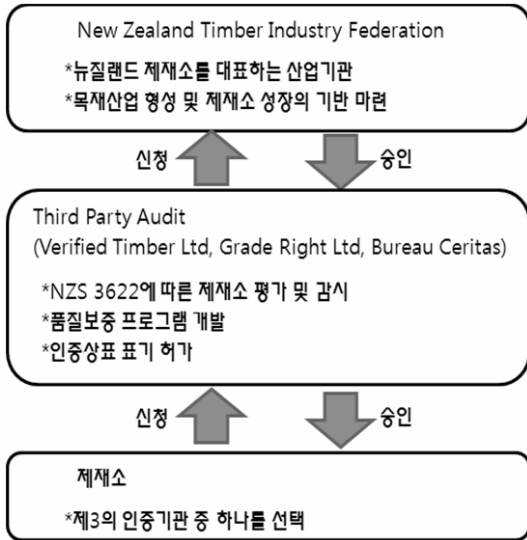 New Zealand Timber Industry Federation
*뉴질랜드 제재소를 대표하는 산업기관
*목재산업 형성 및 제재소 성장의 기반 마련
신청 승인
Third Party Audit
(Verified Timber Ltd, Grade Right Ltd, Bureau Ceritas)
*NZS 3622에 따른 제재소 평가 및 감시
*품질보증 프로그램 개발
*인증상표 표기 허가
신청 승인
제재소
*제3의 인증기관 중 하나를 선택